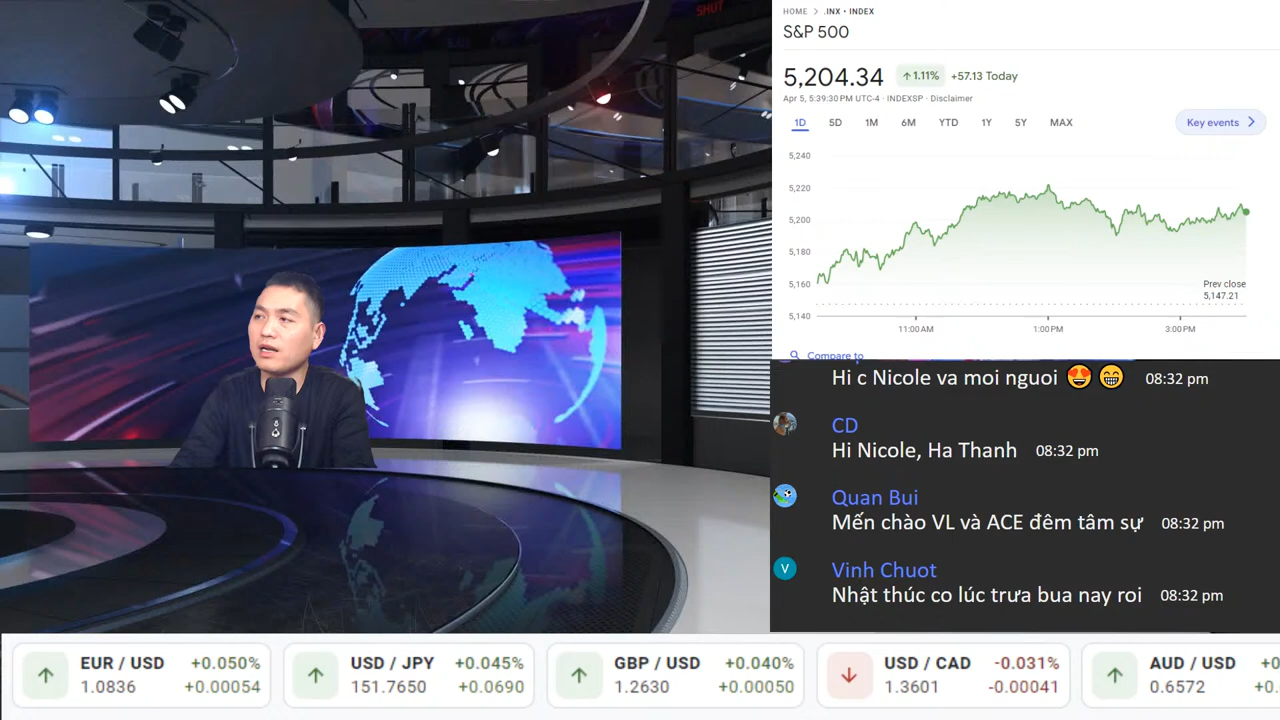 SHUT
HOME > .INX • INDEX
S&P 500
5,204.34 ↑1.11% +57.13 Today
Apr 5, 5:39:30 PM UTC-4 · INDEXSP · Disclaimer
1D 5D 1M 6M YTD 1Y 5Y MAX Key events >
5,240
5,220
5,200
5,180
5,160
5,140
Prev close
5,147.21
11:00 AM 1:00 PM 3:00 PM
Compare to
Hi c Nicole va moi nguoi 😍 😁 08:32 pm
CD
Hi Nicole, Ha Thanh 08:32 pm
Quan Bui
Mến chào VL và ACE đêm tâm sự 08:32 pm
V
Vinh Chuot
Nhật thúc co lúc trưa bua nay roi 08:32 pm
EUR / USD +0.050%
1.0836 +0.00054
USD / JPY +0.045%
151.7650 +0.0690
GBP / USD +0.040%
1.2630 +0.00050
USD / CAD -0.031%
1.3601 -0.00041
AUD / USD
0.6572